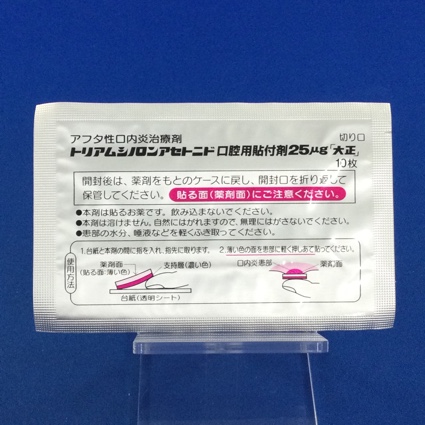 アフタ性口内炎治療剤
切り口
トリアムシノロンアセトニド口腔用貼付剤25μg「大正」
10枚
開封後は、薬剤をもとのケースに戻し、開封口を折り返して
保管してください。 貼る面(薬剤面)にご注意ください。
●本剤は貼るお薬です。飲み込まないでください。
●本剤は溶けません。自然にはがれますので、無理にはがさないでください。
●患部の水分、唾液などを軽くふき取ってください。
使用方法
1.台紙と本剤の間に指を入れ、指先に取ります。
2.薄い色の面を患部に軽く押しあて貼ってください。
薬剤面
(貼る面:薄い色)
支持層(濃い色)
台紙(透明シート)
口内炎患部
薬剤面